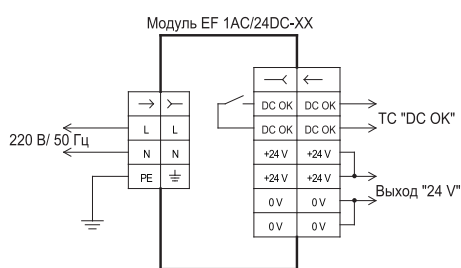 Модуль EF 1AC/24DC-XX
DC OK DC OK
DC OK DC OK
ТС "DC OK"
L L
220 В/ 50 Гц
N N
+24 V +24 V
PE
+24 V +24 V
Выход "24 V"
0 V 0 V
0 V 0 V